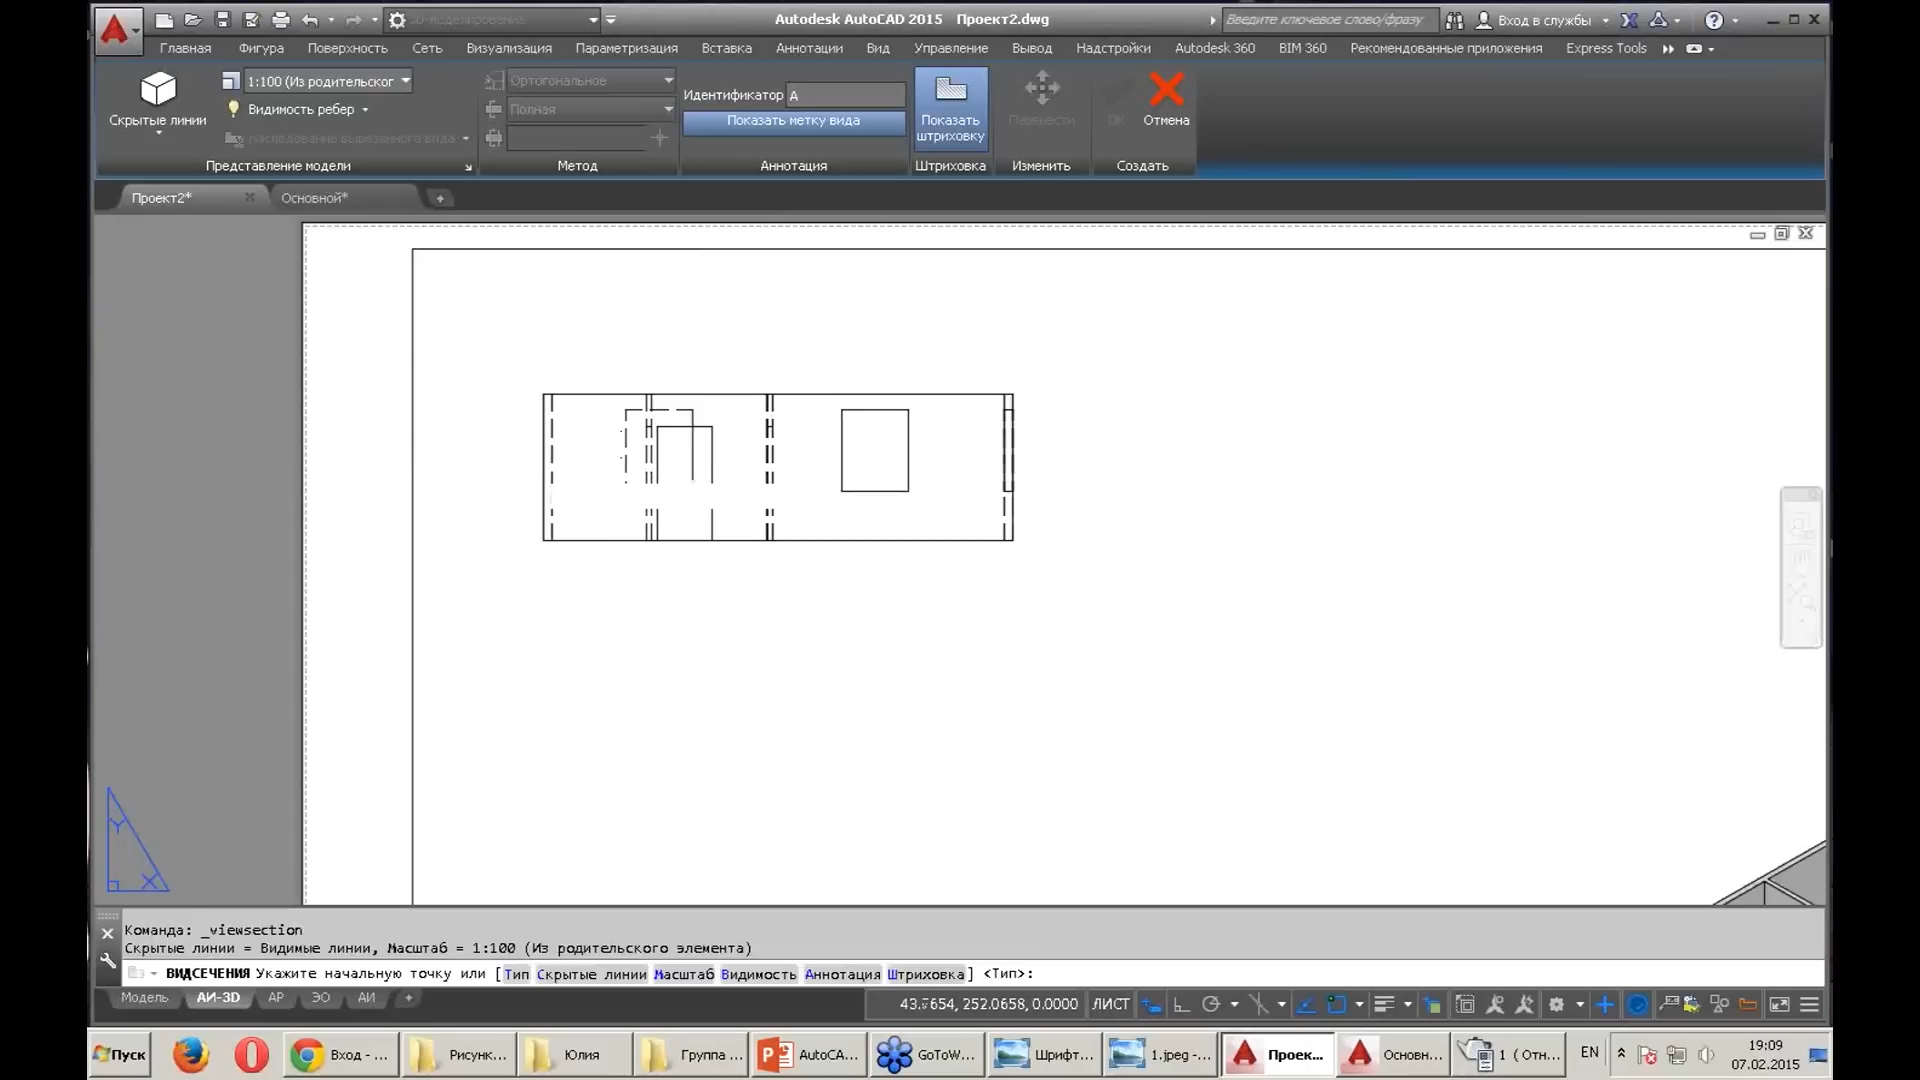 Autodesk AutoCAD 2015 Проект2.dwg
Введите ключевое слово/фразу
Вход в службы
Главная Фигура Поверхность Сеть Визуализация Параметризация Вставка Аннотации Вид Управление Вывод Надстройки Autodesk 360 BIM 360 Рекомендованные приложения Express Tools
Скрытые линии
1:100 (Из родительског
Видимость ребер
Представление модели
Ортогональное
Полная
Метод
Идентификатор A
Показать метку вида
Аннотация
Показать штриховку
Штриховка
Перенести
Изменить
ОК
Отмена
Создать
Проект2*
Основной*
Y
X
Команда: _viewsection
Скрытые линии = Видимые линии, Масштаб = 1:100 (Из родительского элемента)
ВИДСЕЧЕНИЯ Укажите начальную точку или [Тип Скрытые линии Масштаб Видимость Аннотация Штриховка] <Тип>:
Модель АИ-3D АР ЭО АИ
43.7654, 252.0658, 0.0000 ЛИСТ
Пуск
Вход - ...
Рисунк...
Юлия
Группа ...
AutoCA...
GoToW...
Шрифт...
1.jpeg -...
Проек...
Основн...
1 ( Отн...
EN
19:09
07.02.2015